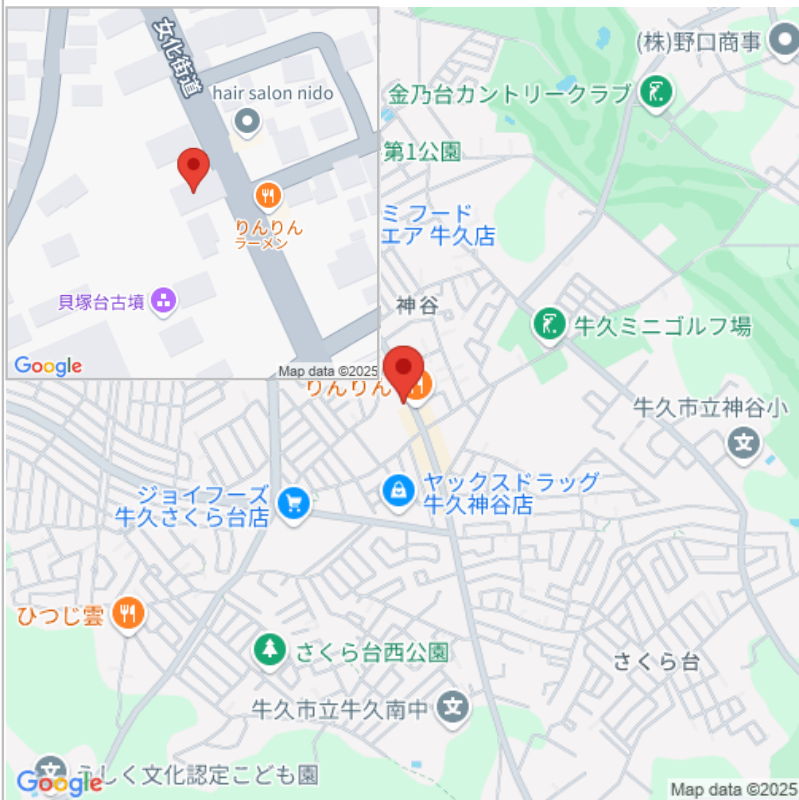 女化街道
hair salon nido
りんりん
ラーメン
貝塚台古墳
Google
Map data ©2025
(株)野口商事
金乃台カントリークラブ
第1公園
ミ フード
エア 牛久店
神谷
牛久ミニゴルフ場
りんりん
牛久市立神谷小
ヤックスドラッグ
牛久神谷店
ジョイフーズ
牛久さくら台店
ひつじ雲
さくら台西公園
さくら台
牛久市立牛久南中
うしく文化認定こども園
Google
Map data ©2025